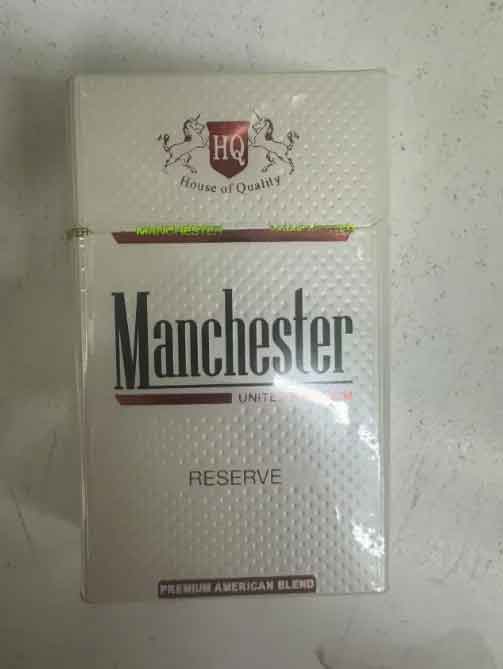 HQ
House of Quality
MANCHESTER
Manchester
RESERVE
PREMIUM AMERICAN BLEND